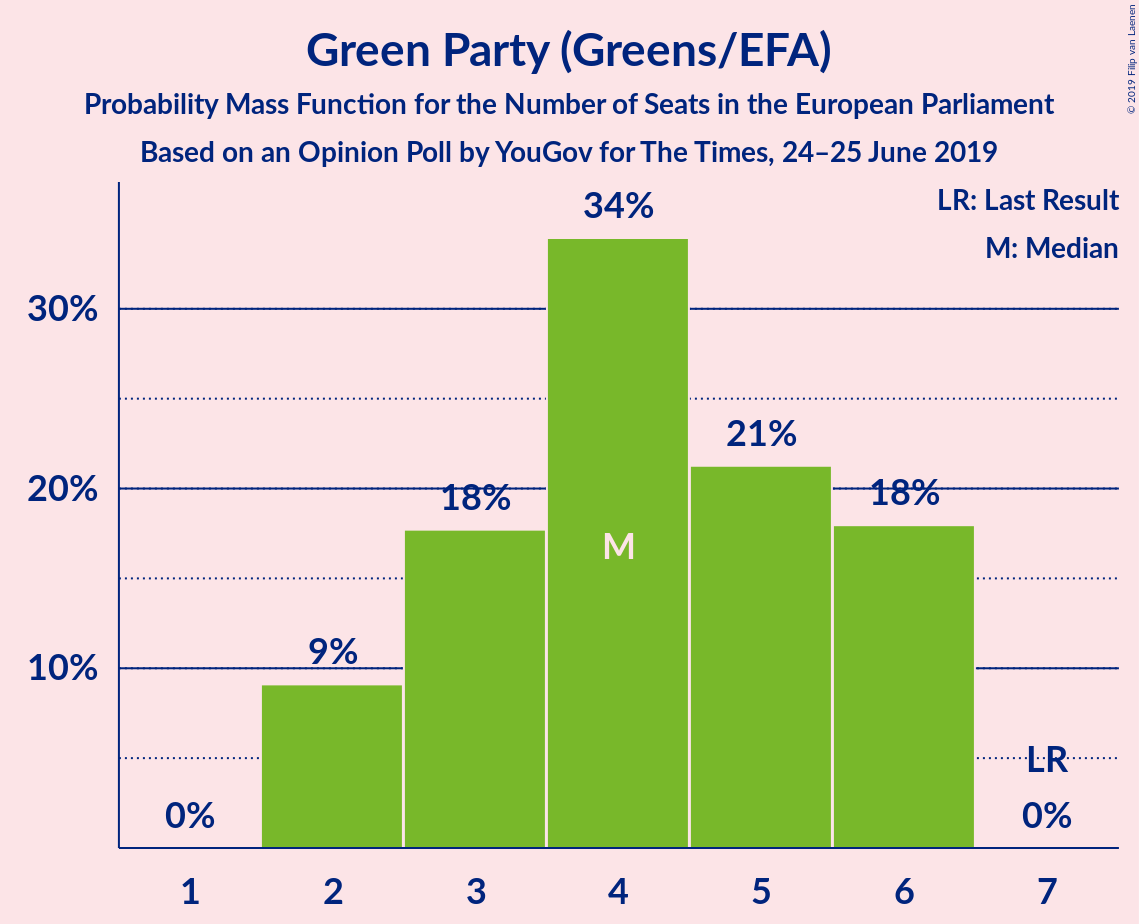 Green Party (Greens/EFA)
Probability Mass Function for the Number of Seats in the European Parliament
Based on an Opinion Poll by YouGov for The Times, 24–25 June 2019
© 2019 Filip van Laenen
LR: Last Result
M: Median
34%
30%
21%
20%
18%
18%
M
10%
9%
LR
0%
0%
1 2 3 4 5 6 7